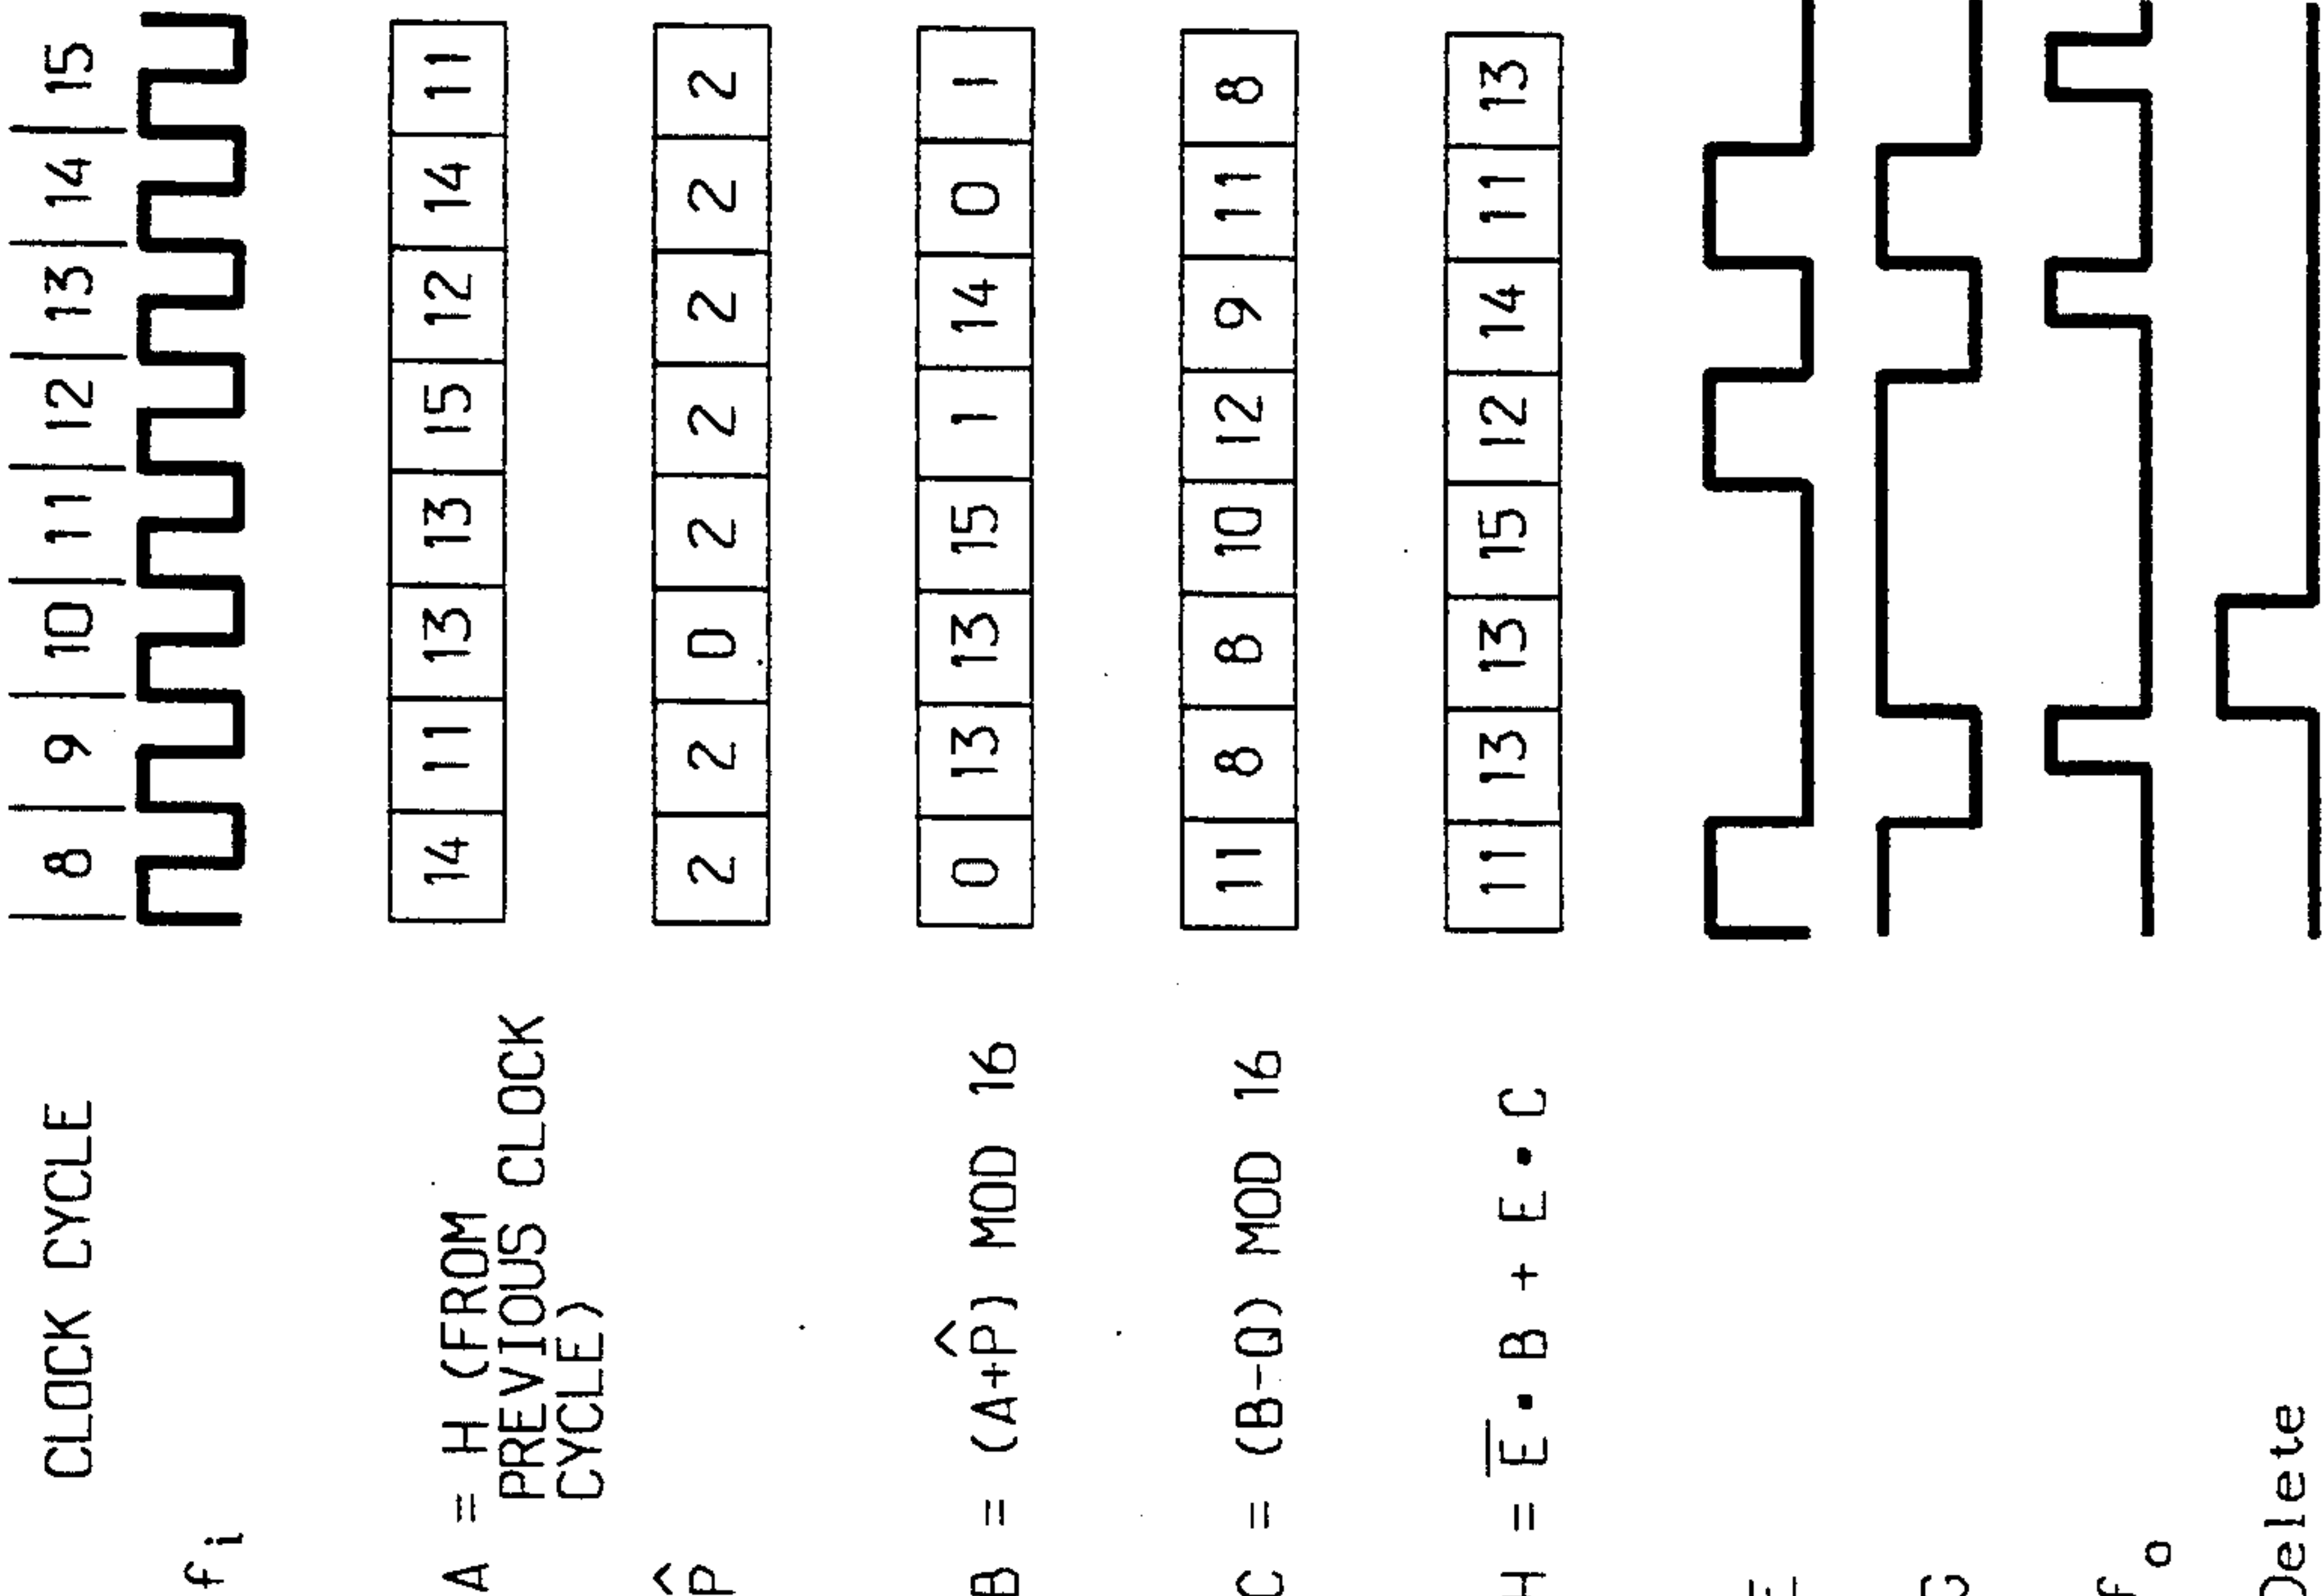 CLOCK CYCLE 8 9 10 11 12 13 14 15
fi
A = H (FROM PREVIOUS CLOCK CYCLE) 14 11 13 13 15 12 14 11
P̂ 2 2 0 2 2 2 2 2
B = (A+P̂) MOD 16 0 13 13 15 1 14 0 1
C = (B-Q) MOD 16 11 8 8 10 12 9 11 8
H = E̅ • B + E • C 11 13 13 15 12 14 11 13
E
G
fo
Delete